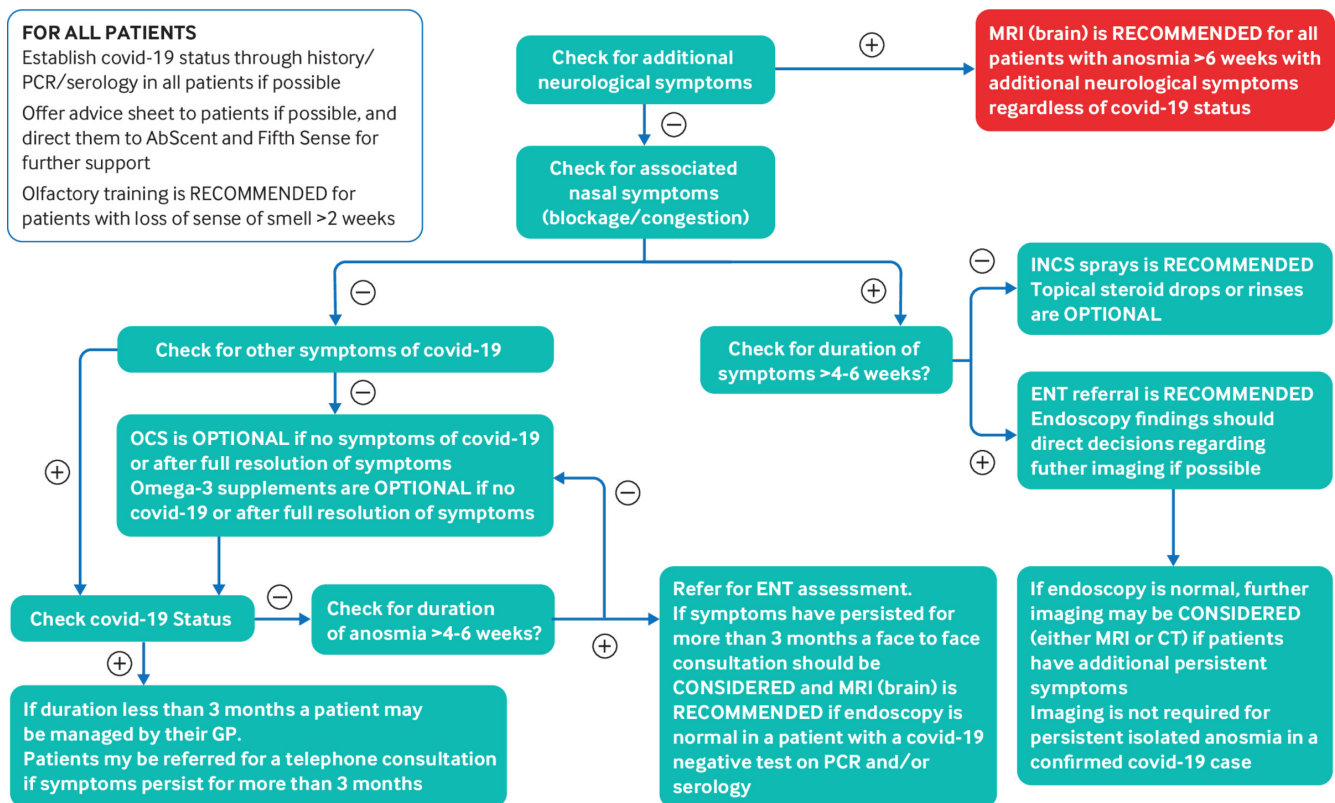 FOR ALL PATIENTS
Establish covid-19 status through history/
PCR/serology in all patients if possible
Offer advice sheet to patients if possible, and
direct them to AbScent and Fifth Sense for
further support
Olfactory training is RECOMMENDED for
patients with loss of sense of smell >2 weeks
Check for additional
neurological symptoms
+
MRI (brain) is RECOMMENDED for all
patients with anosmia >6 weeks with
additional neurological symptoms
regardless of covid-19 status
−
Check for associated
nasal symptoms
(blockage/congestion)
−
+
Check for other symptoms of covid-19
Check for duration of
symptoms >4-6 weeks?
−
INCS sprays is RECOMMENDED
Topical steroid drops or rinses
are OPTIONAL
+
ENT referral is RECOMMENDED
Endoscopy findings should
direct decisions regarding
futher imaging if possible
−
+
OCS is OPTIONAL if no symptoms of covid-19
or after full resolution of symptoms
Omega-3 supplements are OPTIONAL if no
covid-19 or after full resolution of symptoms
−
Check covid-19 Status
−
Check for duration
of anosmia >4-6 weeks?
+
Refer for ENT assessment.
If symptoms have persisted for
more than 3 months a face to face
consultation should be
CONSIDERED and MRI (brain) is
RECOMMENDED if endoscopy is
normal in a patient with a covid-19
negative test on PCR and/or
serology
If endoscopy is normal, further
imaging may be CONSIDERED
(either MRI or CT) if patients
have additional persistent
symptoms
Imaging is not required for
persistent isolated anosmia in a
confirmed covid-19 case
+
If duration less than 3 months a patient may
be managed by their GP.
Patients my be referred for a telephone consultation
if symptoms persist for more than 3 months